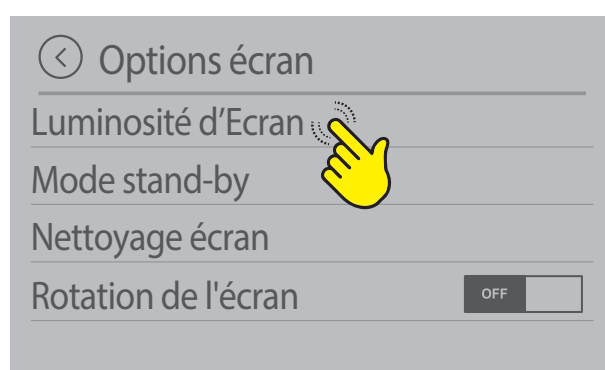 Options écran
Luminosité d’Ecran
Mode stand-by
Nettoyage écran
Rotation de l'écran OFF